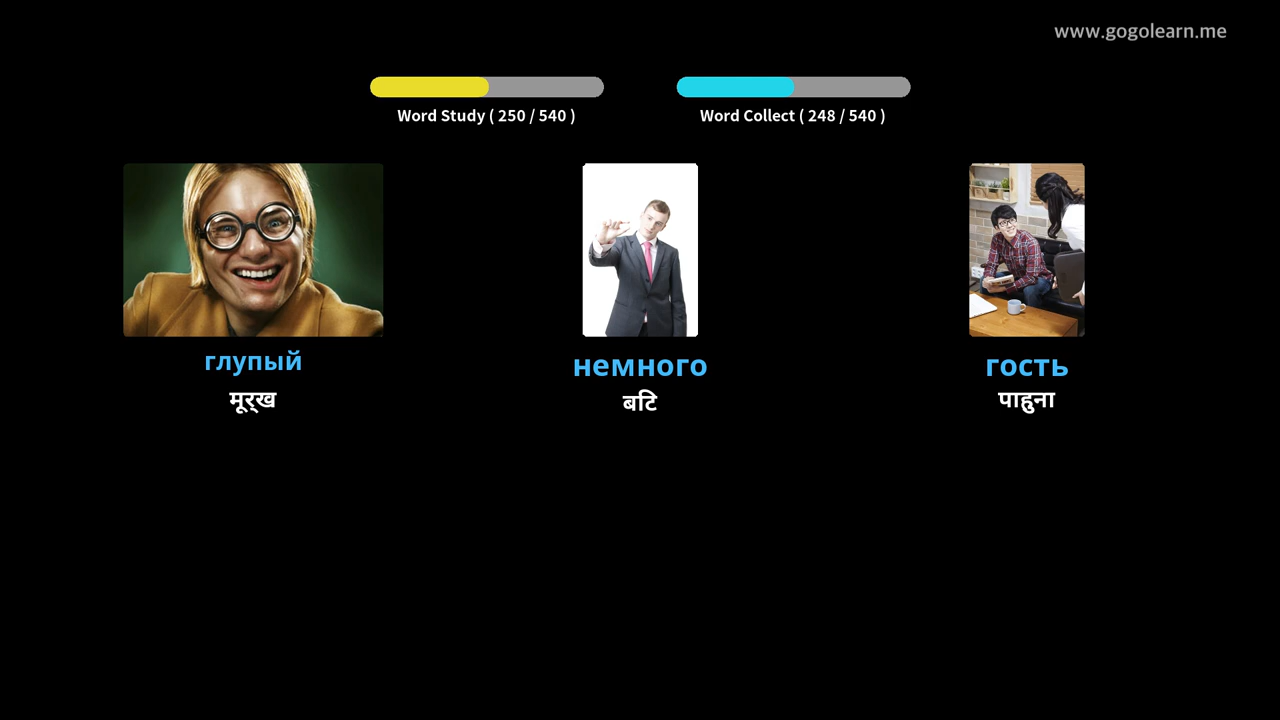 www.gogolearn.me
Word Study ( 250 / 540 )
Word Collect ( 248 / 540 )
глупый
немного
гость
मूर्ख
बटि
पाहुना